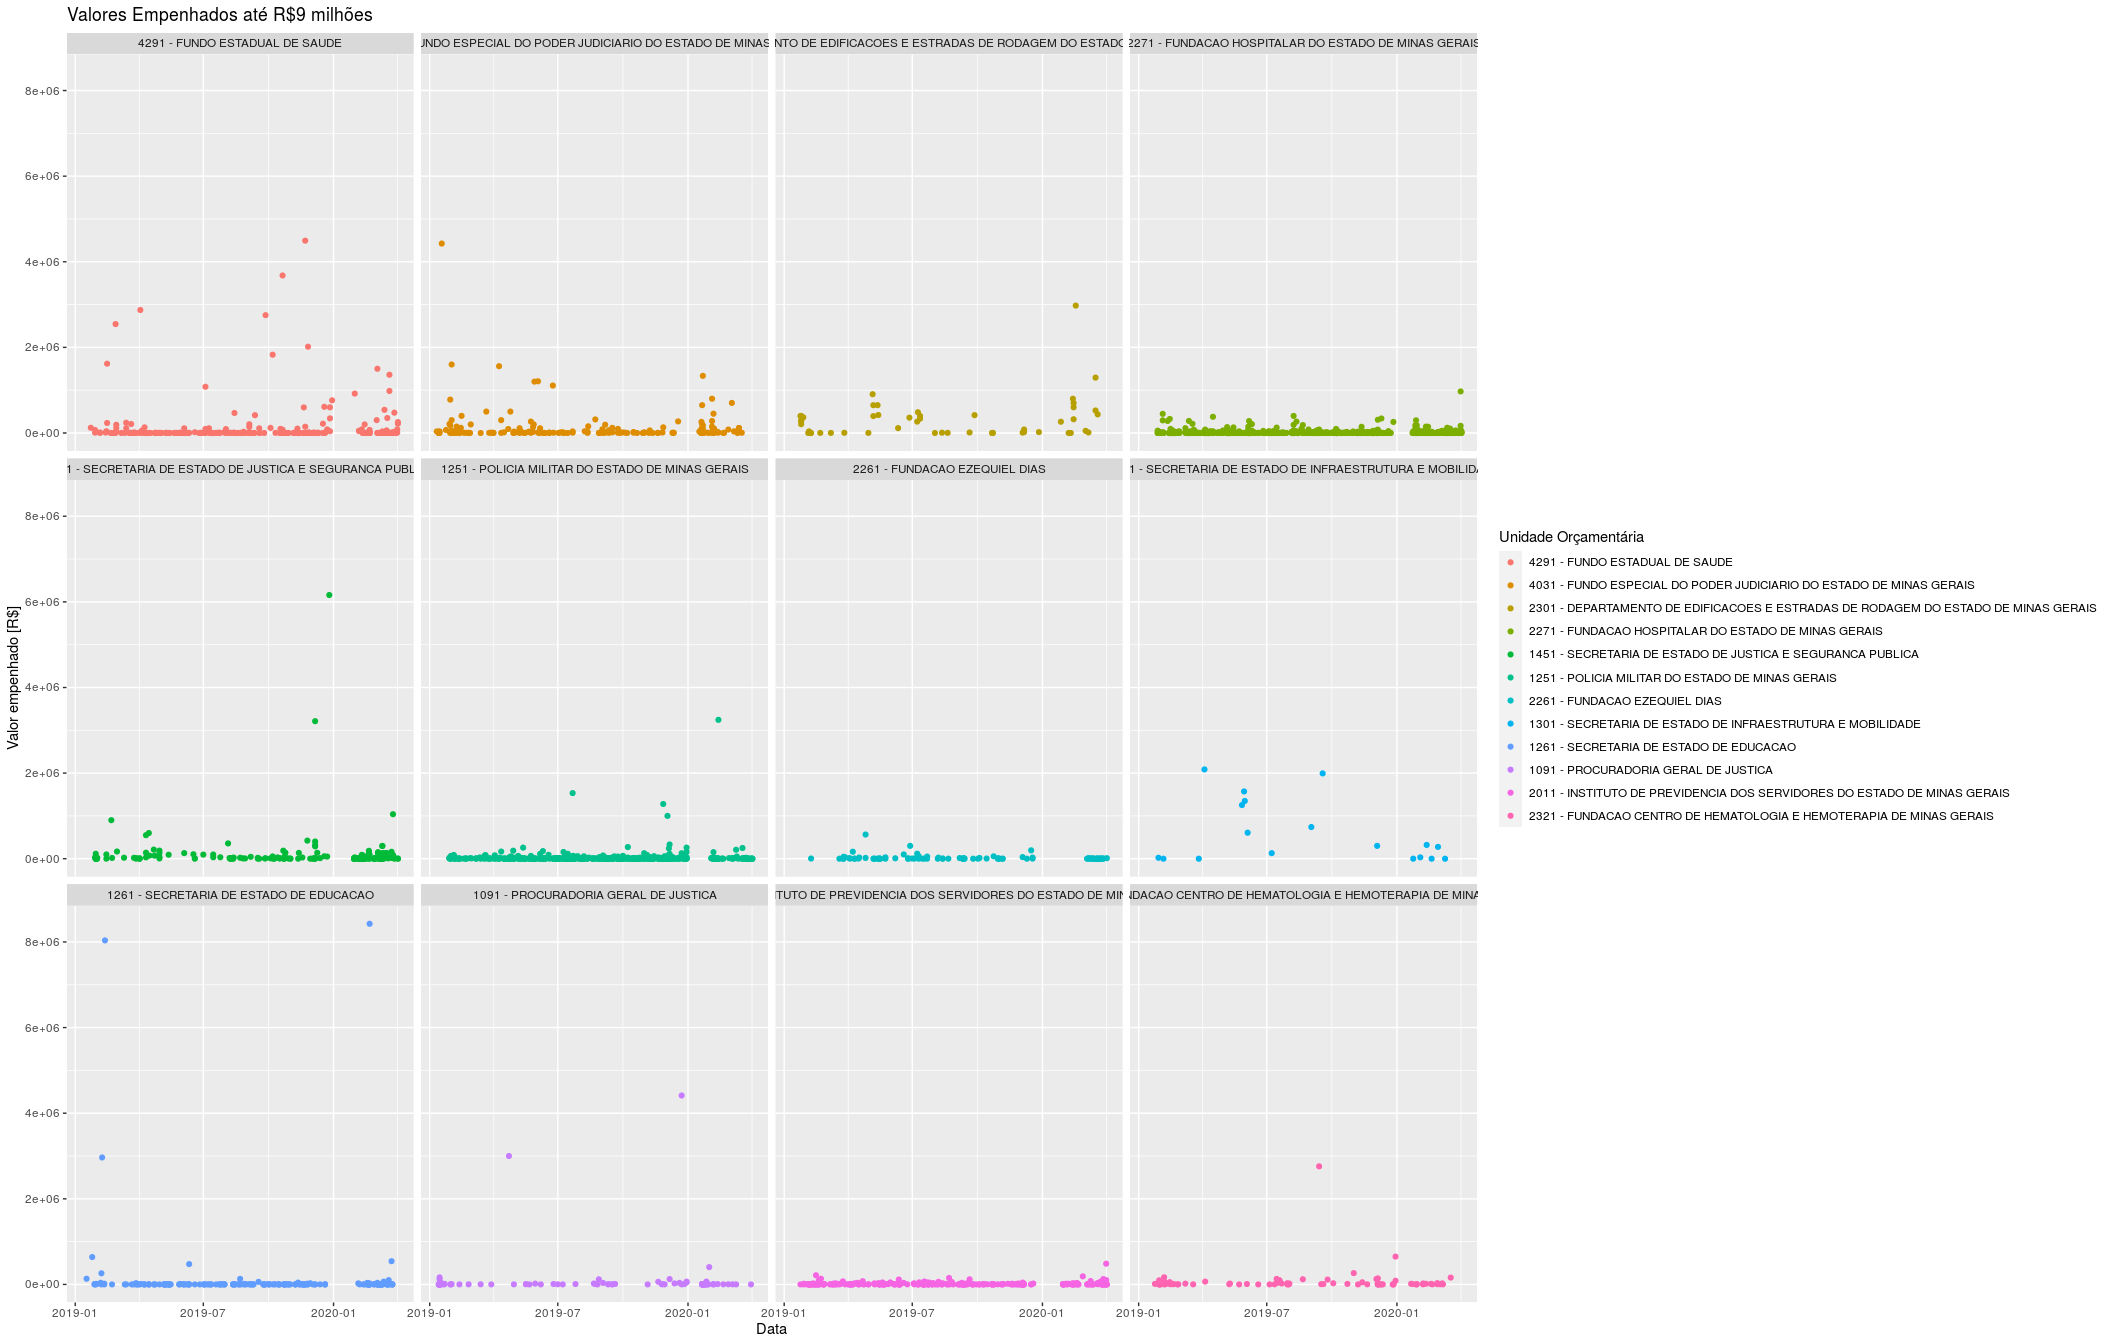 Valores Empenhados até R$9 milhões
4291 - FUNDO ESTADUAL DE SAUDE
UNDO ESPECIAL DO PODER JUDICIARIO DO ESTADO DE MINAS
NTO DE EDIFICACOES E ESTRADAS DE RODAGEM DO ESTADO
2271 - FUNDACAO HOSPITALAR DO ESTADO DE MINAS GERAIS
8e+06
6e+06
4e+06
2e+06
0e+00
1 - SECRETARIA DE ESTADO DE JUSTICA E SEGURANCA PUBL
1251 - POLICIA MILITAR DO ESTADO DE MINAS GERAIS
2261 - FUNDACAO EZEQUIEL DIAS
1 - SECRETARIA DE ESTADO DE INFRAESTRUTURA E MOBILIDA
8e+06
6e+06
4e+06
2e+06
0e+00
Valor empenhado [R$]
1261 - SECRETARIA DE ESTADO DE EDUCACAO
1091 - PROCURADORIA GERAL DE JUSTICA
TUTO DE PREVIDENCIA DOS SERVIDORES DO ESTADO DE MIN
NDACAO CENTRO DE HEMATOLOGIA E HEMOTERAPIA DE MINA
8e+06
6e+06
4e+06
2e+06
0e+00
2019-01 2019-07 2020-01 2019-01 2019-07 2020-01 2019-01 2019-07 2020-01 2019-01 2019-07 2020-01
Data
Unidade Orçamentária
4291 - FUNDO ESTADUAL DE SAUDE
4031 - FUNDO ESPECIAL DO PODER JUDICIARIO DO ESTADO DE MINAS GERAIS
2301 - DEPARTAMENTO DE EDIFICACOES E ESTRADAS DE RODAGEM DO ESTADO DE MINAS GERAIS
2271 - FUNDACAO HOSPITALAR DO ESTADO DE MINAS GERAIS
1451 - SECRETARIA DE ESTADO DE JUSTICA E SEGURANCA PUBLICA
1251 - POLICIA MILITAR DO ESTADO DE MINAS GERAIS
2261 - FUNDACAO EZEQUIEL DIAS
1301 - SECRETARIA DE ESTADO DE INFRAESTRUTURA E MOBILIDADE
1261 - SECRETARIA DE ESTADO DE EDUCACAO
1091 - PROCURADORIA GERAL DE JUSTICA
2011 - INSTITUTO DE PREVIDENCIA DOS SERVIDORES DO ESTADO DE MINAS GERAIS
2321 - FUNDACAO CENTRO DE HEMATOLOGIA E HEMOTERAPIA DE MINAS GERAIS